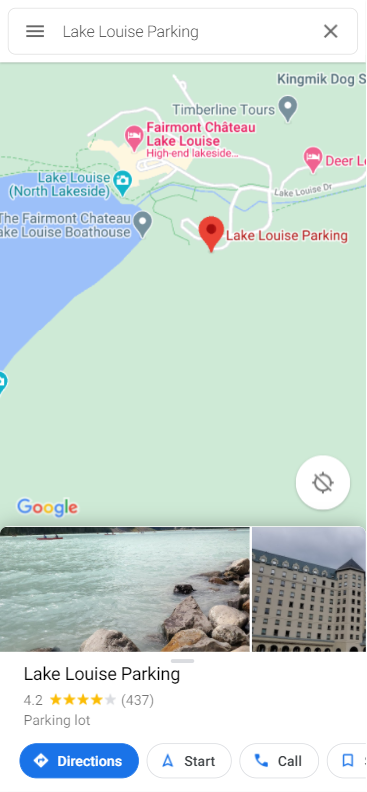 Lake Louise Parking
Kingmik Dog S
Timberline Tours
Fairmont Château
Lake Louise
High-end lakeside...
Deer Lo
Lake Louise
(North Lakeside)
Lake Louise Dr
The Fairmont Chateau
ake Louise Boathouse
Lake Louise Parking
Google
Lake Louise Parking
4.2 ★★★★★ (437)
Parking lot
Directions
Start
Call